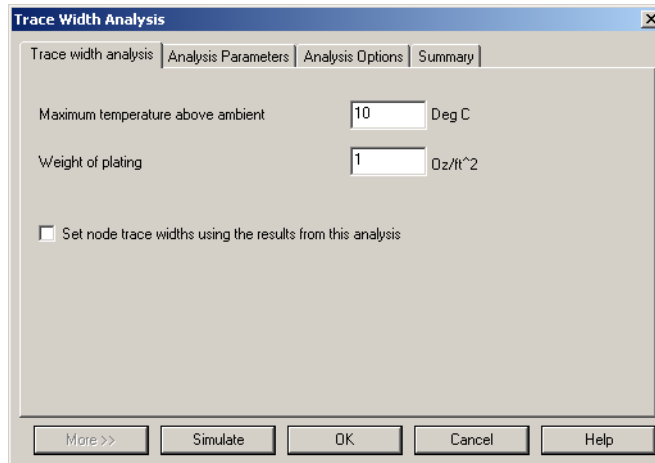 Trace Width Analysis
Trace width analysis Analysis Parameters Analysis Options Summary
Maximum temperature above ambient 10 Deg C
Weight of plating 1 Oz/ft^2
Set node trace widths using the results from this analysis
More >> Simulate OK Cancel Help